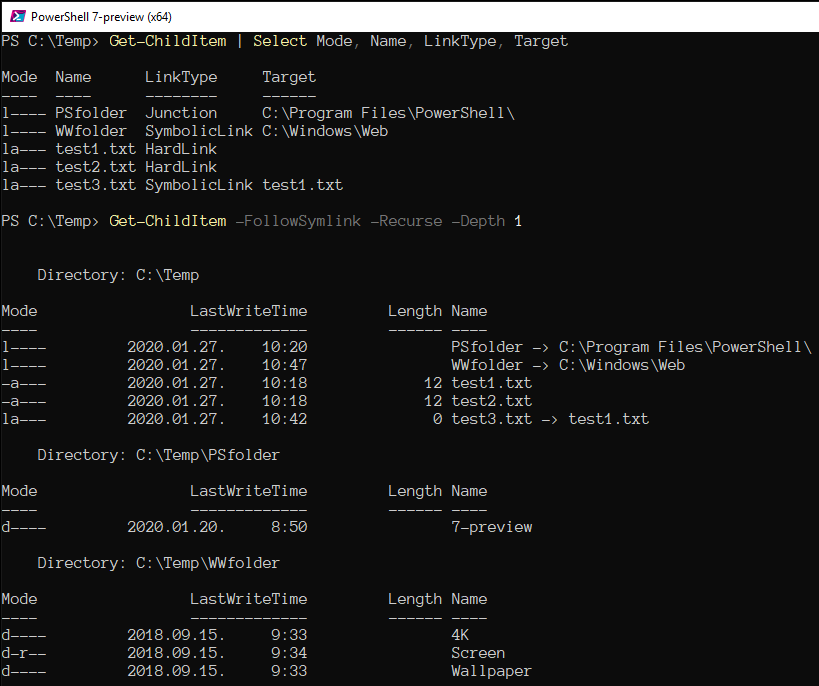 PowerShell 7-preview (x64)
PS C:\Temp> Get-ChildItem | Select Mode, Name, LinkType, Target
Mode  Name      LinkType     Target
----  ----      --------     ------
l---- PSfolder  Junction     C:\Program Files\PowerShell\
l---- WWfolder  SymbolicLink C:\Windows\Web
la--- test1.txt HardLink
la--- test2.txt HardLink
la--- test3.txt SymbolicLink test1.txt
PS C:\Temp> Get-ChildItem -FollowSymlink -Recurse -Depth 1
    Directory: C:\Temp
Mode                 LastWriteTime         Length Name
----                 -------------         ------ ----
l----         2020.01.27.    10:20                PSfolder -> C:\Program Files\PowerShell\
l----         2020.01.27.    10:47                WWfolder -> C:\Windows\Web
-a---         2020.01.27.    10:18             12 test1.txt
-a---         2020.01.27.    10:18             12 test2.txt
la---         2020.01.27.    10:42              0 test3.txt -> test1.txt
    Directory: C:\Temp\PSfolder
Mode                 LastWriteTime         Length Name
----                 -------------         ------ ----
d----         2020.01.20.     8:50                7-preview
    Directory: C:\Temp\WWfolder
Mode                 LastWriteTime         Length Name
----                 -------------         ------ ----
d----         2018.09.15.     9:33                4K
d-r--         2018.09.15.     9:34                Screen
d----         2018.09.15.     9:33                Wallpaper